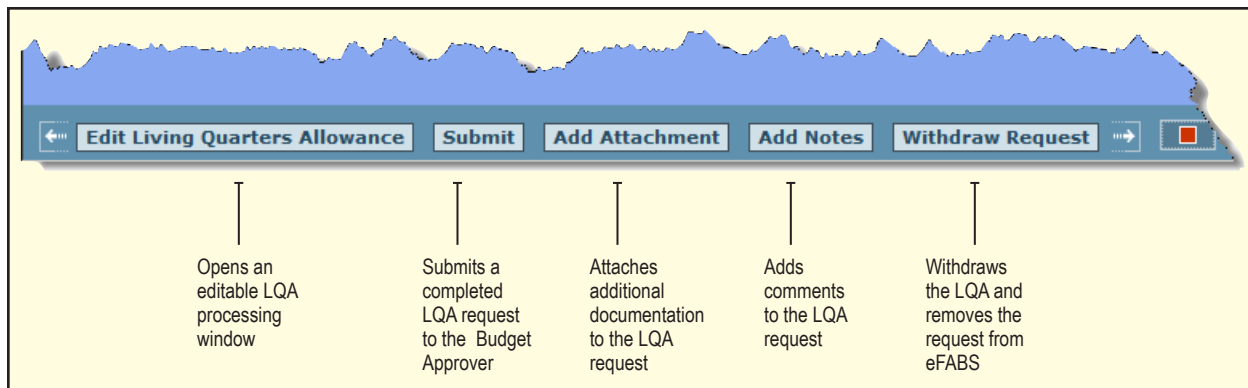 Edit Living Quarters Allowance Submit Add Attachment Add Notes Withdraw Request
Opens an
editable LQA
processing
window
Submits a
completed
LQA request
to the Budget
Approver
Attaches
additional
documentation
to the LQA
request
Adds
comments
to the LQA
request
Withdraws
the LQA and
removes the
request from
eFABS